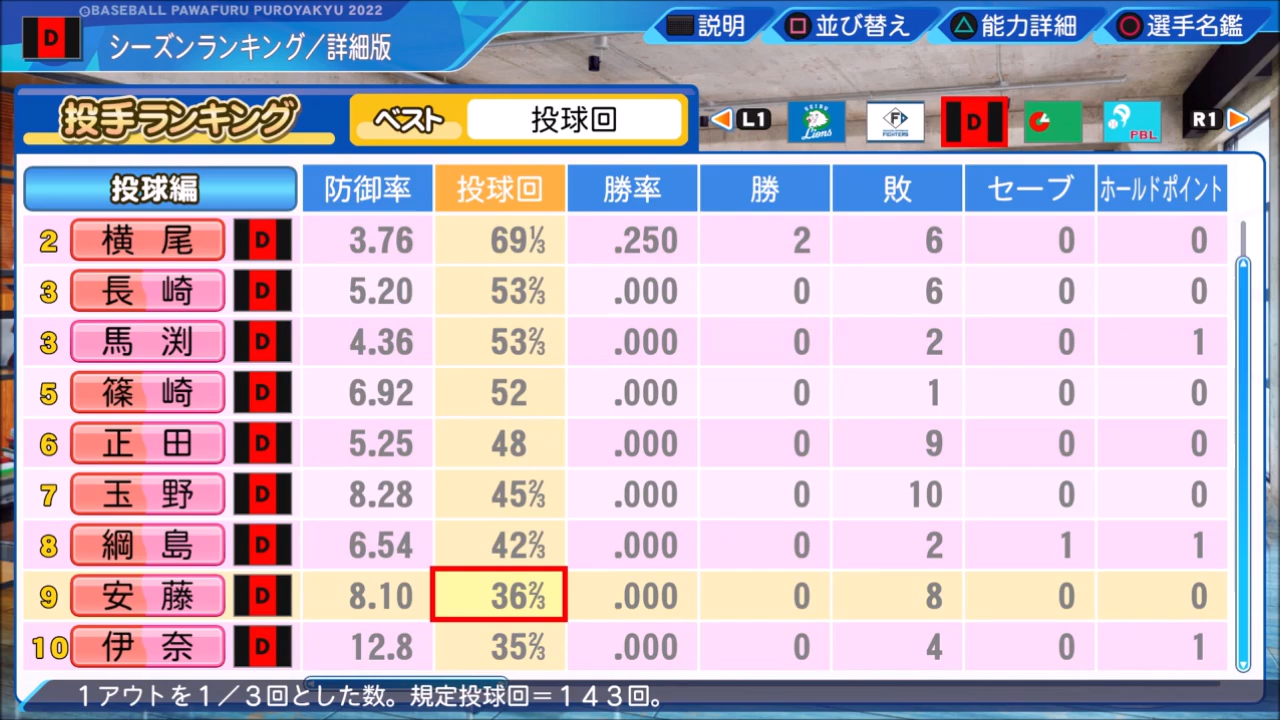 ©BASEBALL PAWAFURU PUROYAKYU 2022
D シーズンランキング／詳細版 説明 並び替え 能力詳細 選手名鑑
投手ランキング ベスト 投球回 L1 SEIBU Lions F FIGHTERS D PBL R1
投球編 防御率 投球回 勝率 勝 敗 セーブ ホールドポイント
2 横尾 D 3.76 69⅓ .250 2 6 0 0
3 長崎 D 5.20 53⅔ .000 0 6 0 0
3 馬渕 D 4.36 53⅔ .000 0 2 0 1
5 篠崎 D 6.92 52 .000 0 1 0 0
6 正田 D 5.25 48 .000 0 9 0 0
7 玉野 D 8.28 45⅔ .000 0 10 0 0
8 綱島 D 6.54 42⅔ .000 0 2 1 1
9 安藤 D 8.10 36⅔ .000 0 8 0 0
10 伊奈 D 12.8 35⅔ .000 0 4 0 1
１アウトを１／３回とした数。規定投球回＝１４３回。